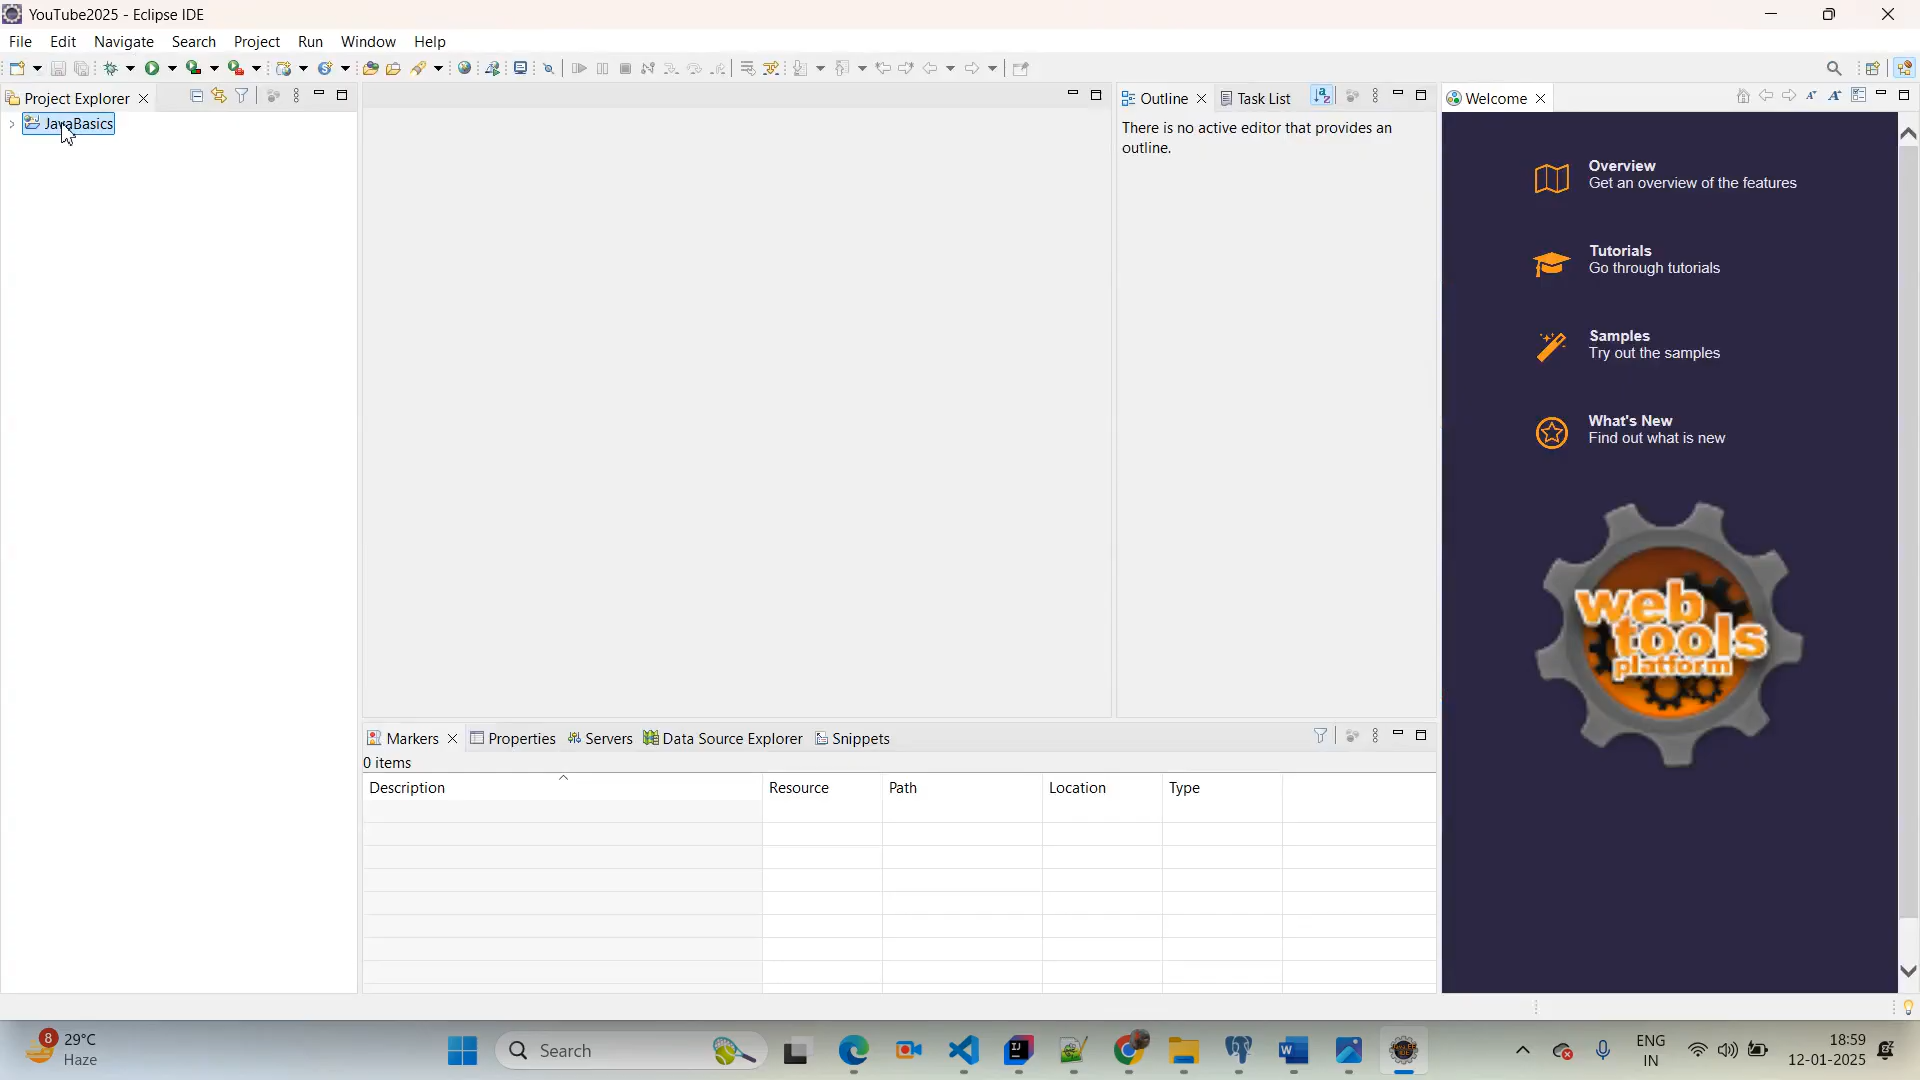 YouTube2025 - Eclipse IDE
File Edit Navigate Search Project Run Window Help
Project Explorer
JavaBasics
Outline
Task List
There is no active editor that provides an
outline.
Welcome
Overview
Get an overview of the features
Tutorials
Go through tutorials
Samples
Try out the samples
What's New
Find out what is new
web
tools
platform
Markers Properties Servers Data Source Explorer Snippets
0 items
Description Resource Path Location Type
8
29°C
Haze
Search
ENG
IN
18:59
12-01-2025